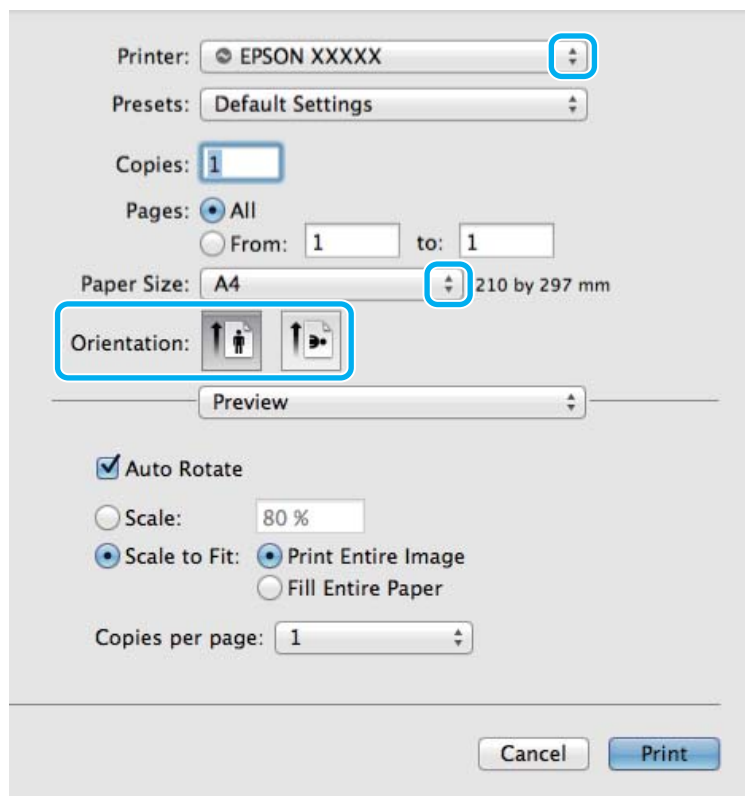 Printer: EPSON XXXXX
Presets: Default Settings
Copies: 1
Pages: All
From: 1 to: 1
Paper Size: A4 210 by 297 mm
Orientation:
Preview
Auto Rotate
Scale: 80 %
Scale to Fit: Print Entire Image
Fill Entire Paper
Copies per page: 1
Cancel Print